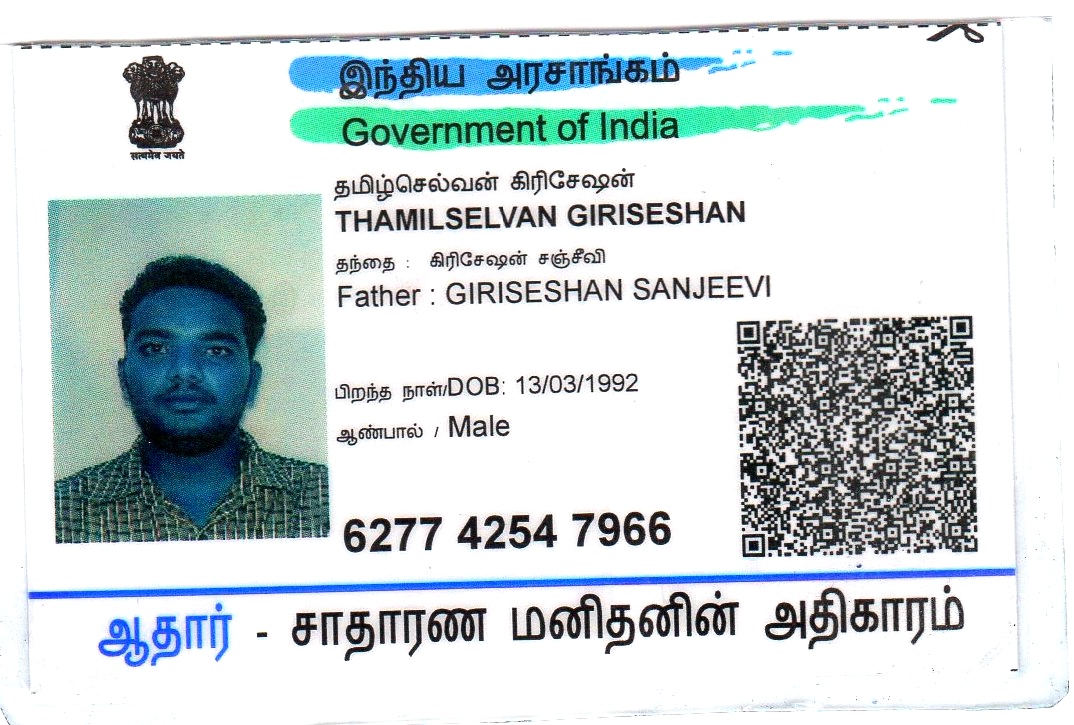 இந்திய அரசாங்கம்
Government of India
सत्यमेव जयते
தமிழ்செல்வன் கிரிசேஷன்
THAMILSELVAN GIRISESHAN
தந்தை : கிரிசேஷன் சஞ்சீவி
Father : GIRISESHAN SANJEEVI
பிறந்த நாள்/DOB: 13/03/1992
ஆண்பால் / Male
6277 4254 7966
ஆதார் - சாதாரண மனிதனின் அதிகாரம்